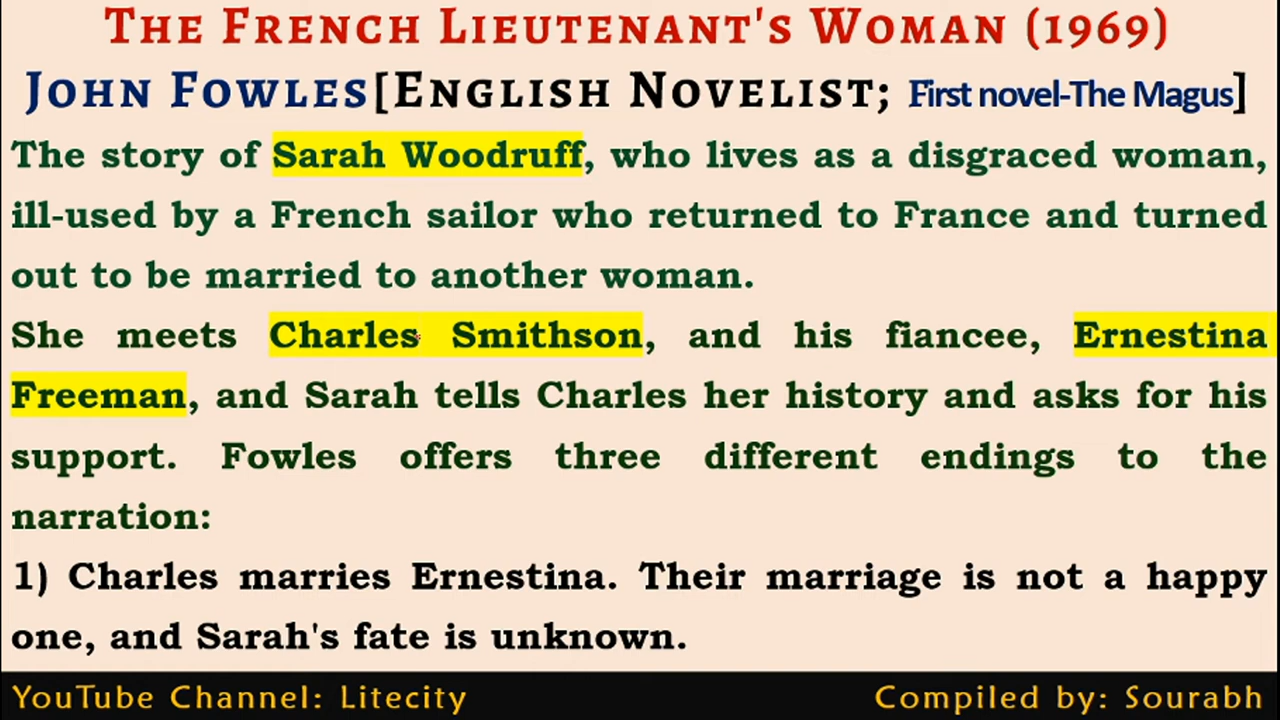 The French Lieutenant's Woman (1969)
John Fowles[English Novelist; First novel-The Magus]
The story of Sarah Woodruff, who lives as a disgraced woman,
ill-used by a French sailor who returned to France and turned
out to be married to another woman.
She meets Charles Smithson, and his fiancee, Ernestina
Freeman, and Sarah tells Charles her history and asks for his
support. Fowles offers three different endings to the
narration:
1) Charles marries Ernestina. Their marriage is not a happy
one, and Sarah's fate is unknown.
YouTube Channel: Litecity
Compiled by: Sourabh